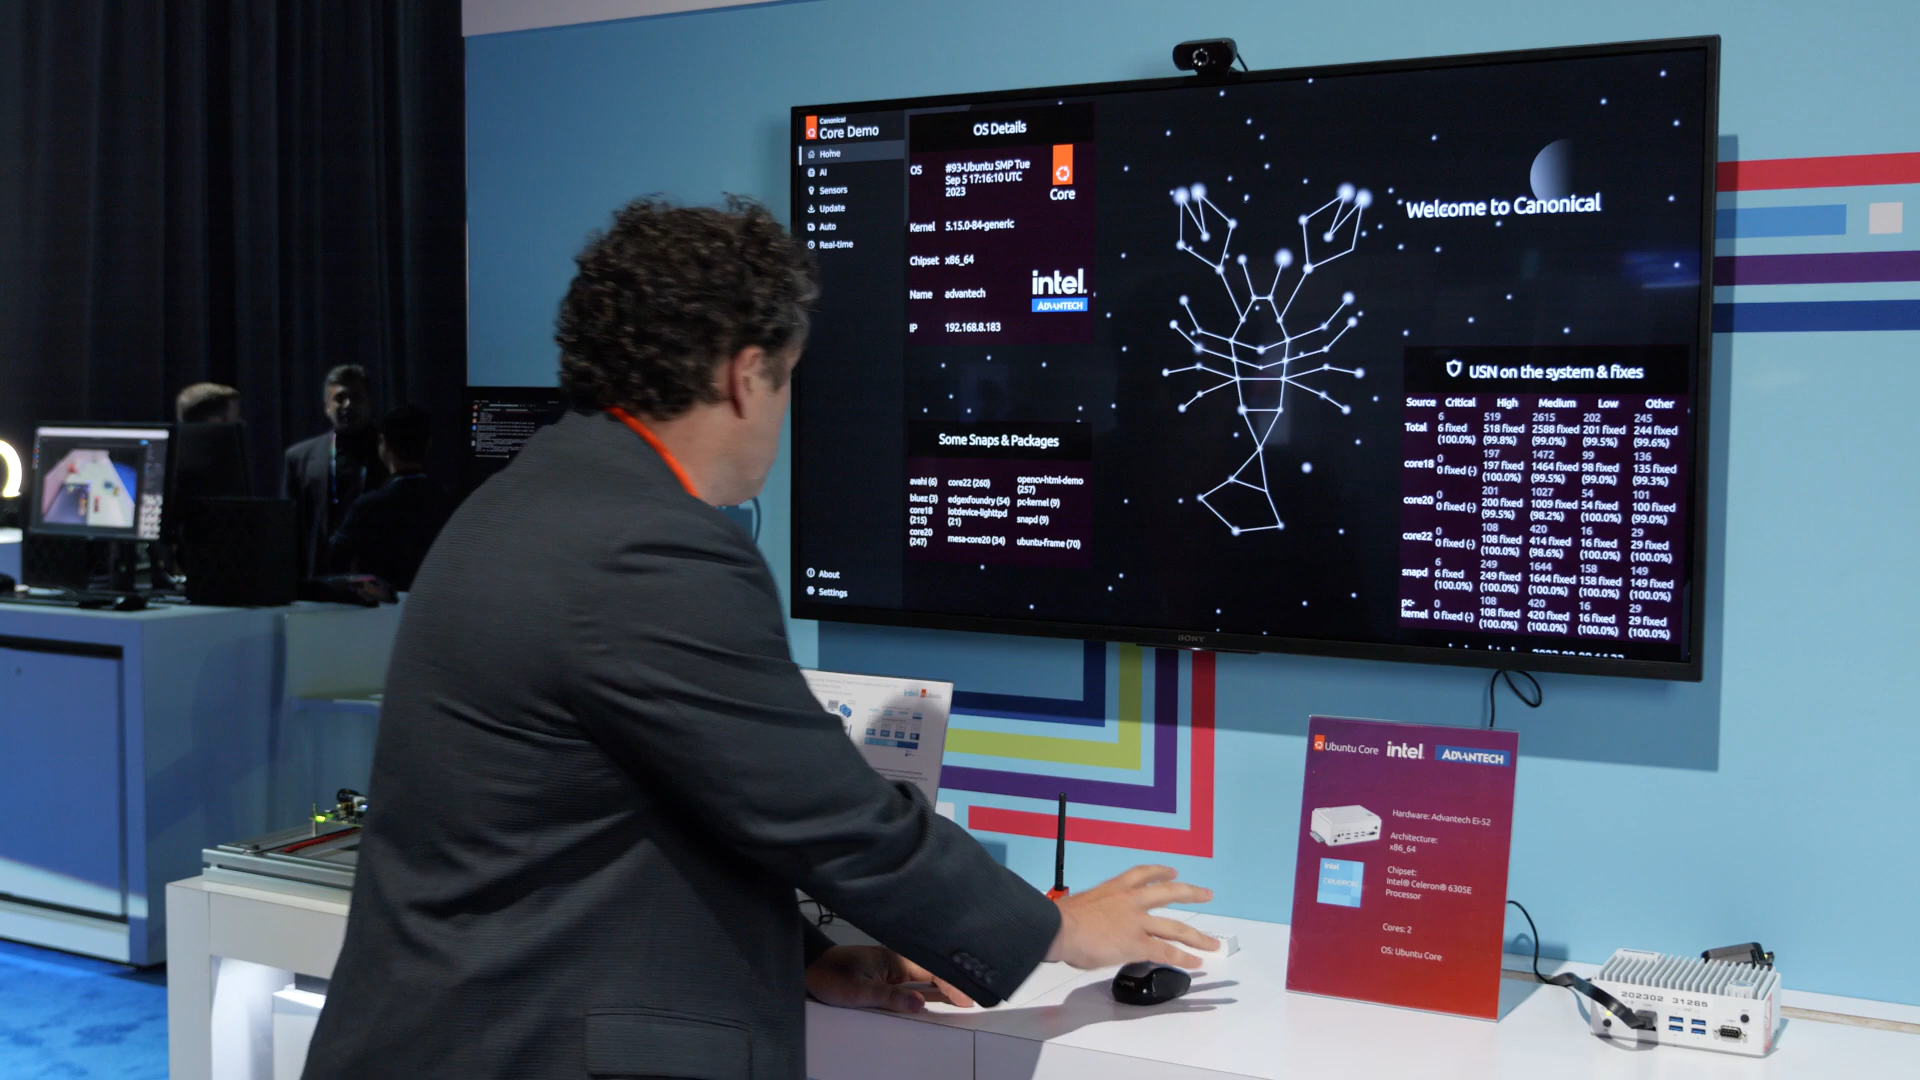 Canonical
Core Demo
Home
AI
Sensors
Update
Auto
Real-time
About
Settings
OS Details
OS #93-Ubuntu SMP Tue
Sep 5 17:16:10 UTC
2023
Core
Kernel 5.15.0-84-generic
Chipset x86_64
Name advantech
intel.
ADVANTECH
IP 192.168.8.183
Some Snaps & Packages
avahi (6) core22 (260) opencv-html-demo
(257)
bluez (3) edgexfoundry (54) pc-kernel (9)
core18
(215) iotdevice-lighttpd
(21) snapd (9)
core20
(247) mesa-core20 (34) ubuntu-frame (70)
Welcome to Canonical
USN on the system & fixes
Source Critical High Medium Low Other
Total 6 519 2615 202 245
6 fixed 518 fixed 2588 fixed 201 fixed 244 fixed
(100.0%) (99.8%) (99.0%) (99.5%) (99.6%)
core18 0 197 1472 99 136
0 fixed (-) 197 fixed 1464 fixed 98 fixed 135 fixed
(100.0%) (99.5%) (99.0%) (99.3%)
core20 0 201 1027 54 101
0 fixed (-) 200 fixed 1009 fixed 54 fixed 100 fixed
(99.5%) (98.2%) (100.0%) (99.0%)
core22 0 108 420 16 29
0 fixed (-) 108 fixed 414 fixed 16 fixed 29 fixed
(100.0%) (98.6%) (100.0%) (100.0%)
snapd 6 249 1644 158 149
6 fixed 249 fixed 1644 fixed 158 fixed 149 fixed
(100.0%) (100.0%) (100.0%) (100.0%) (100.0%)
pc-
kernel 0 108 420 16 29
0 fixed (-) 108 fixed 420 fixed 16 fixed 29 fixed
(100.0%) (100.0%) (100.0%) (100.0%)
SONY
intel
Ubuntu Core intel. ADVANTECH
Hardware: Advantech Ei-52
Architecture:
x86_64
Chipset:
Intel® Celeron® 6305E
Processor
intel
CELERON
Cores: 2
OS: Ubuntu Core
202302 31265